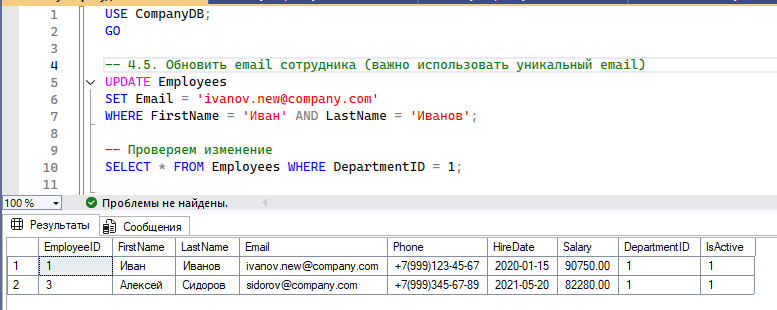 1 USE CompanyDB;
2 GO
3
4 -- 4.5. Обновить email сотрудника (важно использовать уникальный email)
5 UPDATE Employees
6 SET Email = 'ivanov.new@company.com'
7 WHERE FirstName = 'Иван' AND LastName = 'Иванов';
8
9 -- Проверяем изменение
10 SELECT * FROM Employees WHERE DepartmentID = 1;
11
100 % Проблемы не найдены.
Результаты Сообщения
EmployeeID FirstName LastName Email Phone HireDate Salary DepartmentID IsActive
1 1 Иван Иванов ivanov.new@company.com +7(999)123-45-67 2020-01-15 90750.00 1 1
2 3 Алексей Сидоров sidorov@company.com +7(999)345-67-89 2021-05-20 82280.00 1 1